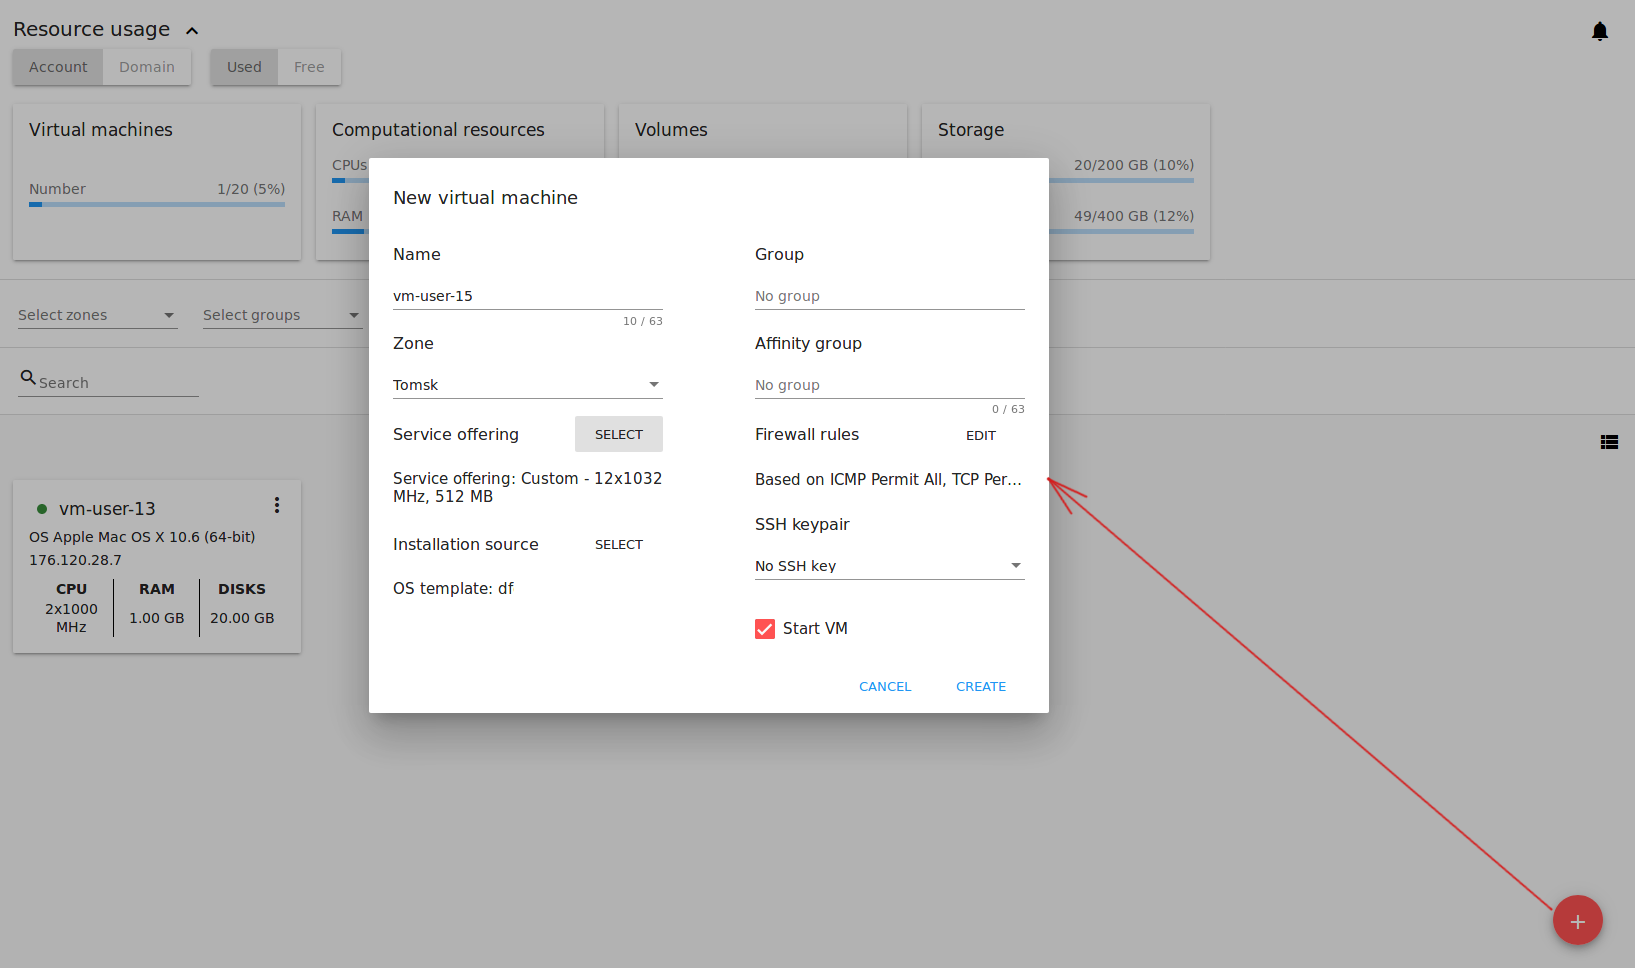 Resource usage
Account Domain Used Free
Virtual machines
Number 1/20 (5%)
Computational resources
CPUs
RAM
Volumes
Storage
20/200 GB (10%)
49/400 GB (12%)
Select zones Select groups
Search
vm-user-13
OS Apple Mac OS X 10.6 (64-bit)
176.120.28.7
CPU RAM DISKS
2x1000 MHz 1.00 GB 20.00 GB
New virtual machine
Name
vm-user-15
10 / 63
Zone
Tomsk
Service offering SELECT
Service offering: Custom - 12x1032
MHz, 512 MB
Installation source SELECT
OS template: df
Group
No group
Affinity group
No group
0 / 63
Firewall rules EDIT
Based on ICMP Permit All, TCP Per...
SSH keypair
No SSH key
Start VM
CANCEL CREATE